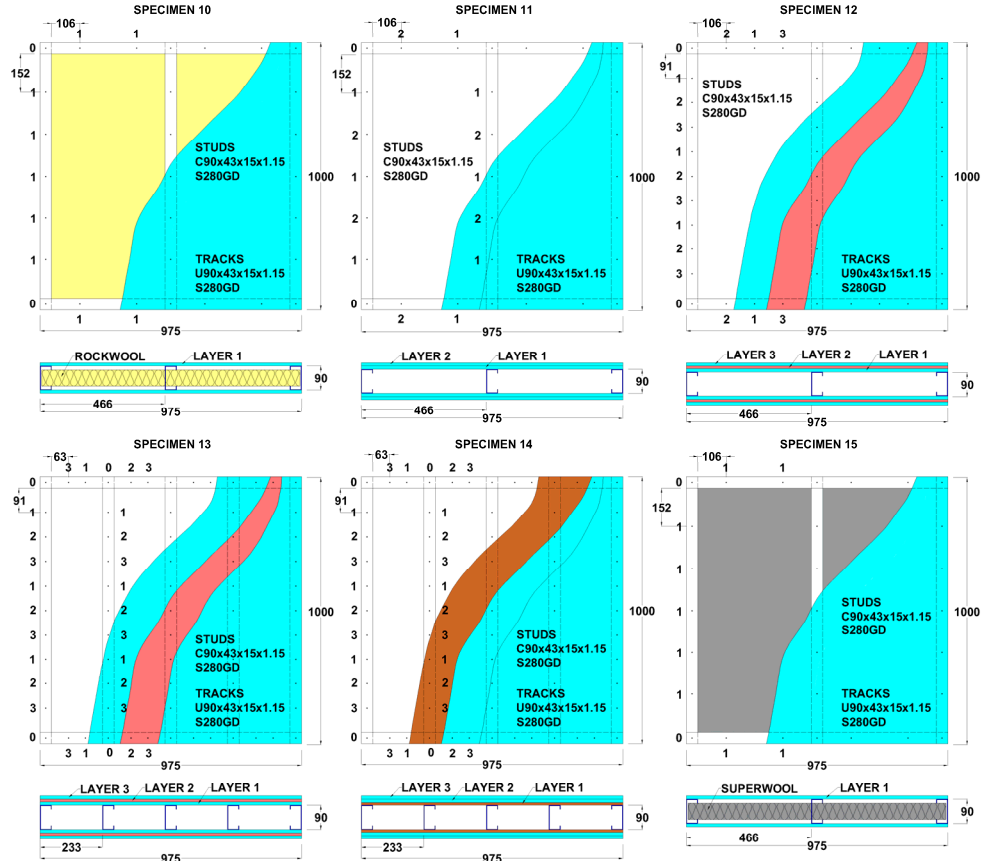 SPECIMEN 10
106
1 1
0
152
1
1
1
1
1
0
STUDS
C90x43x15x1.15
S280GD
TRACKS
U90x43x15x1.15
S280GD
1000
1 1
975
ROCKWOOL
LAYER 1
90
466
975
SPECIMEN 11
106
2 1
0
152
1
1
1
1
1
0
1
2
1
2
1
STUDS
C90x43x15x1.15
S280GD
TRACKS
U90x43x15x1.15
S280GD
1000
2 1
975
LAYER 2
LAYER 1
90
466
975
SPECIMEN 12
106
2 1 3
0
91
1
2
3
1
2
3
1
2
3
0
STUDS
C90x43x15x1.15
S280GD
TRACKS
U90x43x15x1.15
S280GD
1000
2 1 3
975
LAYER 3
LAYER 2
LAYER 1
90
466
975
SPECIMEN 13
63
3 1 0 2 3
0
91
1
2
3
1
2
3
1
2
3
0
1
2
3
1
2
3
1
2
3
STUDS
C90x43x15x1.15
S280GD
TRACKS
U90x43x15x1.15
S280GD
1000
3 1 0 2 3
975
LAYER 3
LAYER 2
LAYER 1
90
233
975
SPECIMEN 14
63
3 1 0 2 3
0
91
1
2
3
1
2
3
1
2
3
0
1
2
3
1
2
3
1
2
3
STUDS
C90x43x15x1.15
S280GD
TRACKS
U90x43x15x1.15
S280GD
1000
3 1 0 2 3
975
LAYER 3
LAYER 2
LAYER 1
90
233
975
SPECIMEN 15
106
1 1
0
152
1
1
1
1
1
0
STUDS
C90x43x15x1.15
S280GD
TRACKS
U90x43x15x1.15
S280GD
1000
1 1
975
SUPERWOOL
LAYER 1
90
466
975